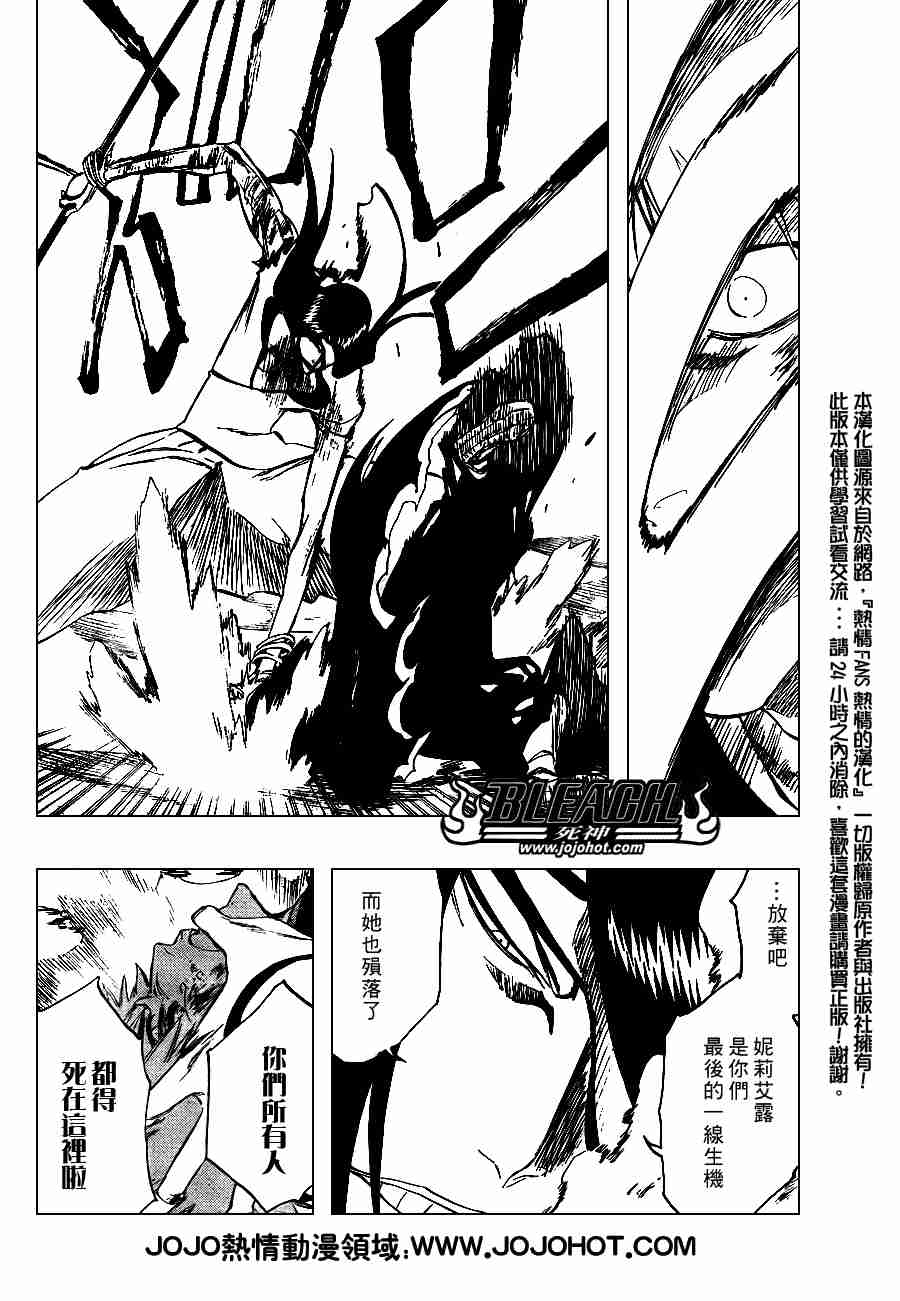 …放棄吧
妮莉艾露
是你們
最後的一線生機
而她也殞落了
你們所有人
都得
死在這裡啦
BLEACH
死神
www.jojohot.com
本漢化圖源來自於網路，『熱情FANS熱情的漢化』一切版權歸原作者與出版社擁有！
此版本僅供學習試看交流…請24小時之內消除，喜歡這套漫畫請購買正版！謝謝。
JOJO熱情動漫領域:WWW.JOJOHOT.COM